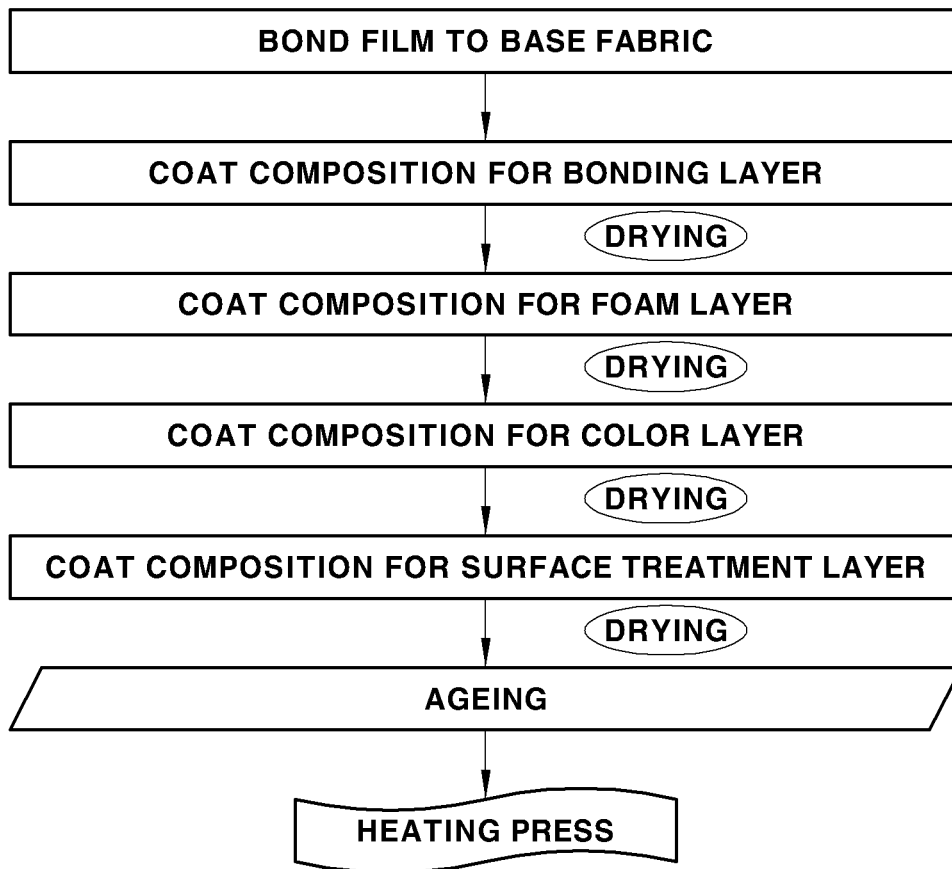 BOND FILM TO BASE FABRIC
COAT COMPOSITION FOR BONDING LAYER
DRYING
COAT COMPOSITION FOR FOAM LAYER
DRYING
COAT COMPOSITION FOR COLOR LAYER
DRYING
COAT COMPOSITION FOR SURFACE TREATMENT LAYER
DRYING
AGEING
HEATING PRESS